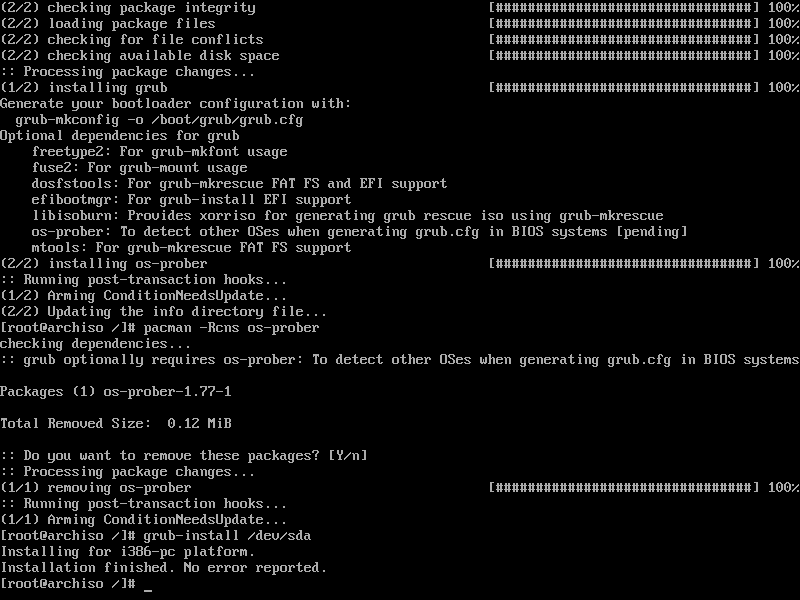 (2/2) checking package integrity [################################] 100%
(2/2) loading package files [################################] 100%
(2/2) checking for file conflicts [################################] 100%
(2/2) checking available disk space [################################] 100%
:: Processing package changes...
(1/2) installing grub [################################] 100%
Generate your bootloader configuration with:
  grub-mkconfig -o /boot/grub/grub.cfg
Optional dependencies for grub
    freetype2: For grub-mkfont usage
    fuse2: For grub-mount usage
    dosfstools: For grub-mkrescue FAT FS and EFI support
    efibootmgr: For grub-install EFI support
    libisoburn: Provides xorriso for generating grub rescue iso using grub-mkrescue
    os-prober: To detect other OSes when generating grub.cfg in BIOS systems [pending]
    mtools: For grub-mkrescue FAT FS support
(2/2) installing os-prober [################################] 100%
:: Running post-transaction hooks...
(1/2) Arming ConditionNeedsUpdate...
(2/2) Updating the info directory file...
[root@archiso /]# pacman -Rcns os-prober
checking dependencies...
:: grub optionally requires os-prober: To detect other OSes when generating grub.cfg in BIOS systems
Packages (1) os-prober-1.77-1
Total Removed Size:  0.12 MiB
:: Do you want to remove these packages? [Y/n]
:: Processing package changes...
(1/1) removing os-prober [################################] 100%
:: Running post-transaction hooks...
(1/1) Arming ConditionNeedsUpdate...
[root@archiso /]# grub-install /dev/sda
Installing for i386-pc platform.
Installation finished. No error reported.
[root@archiso /]# _